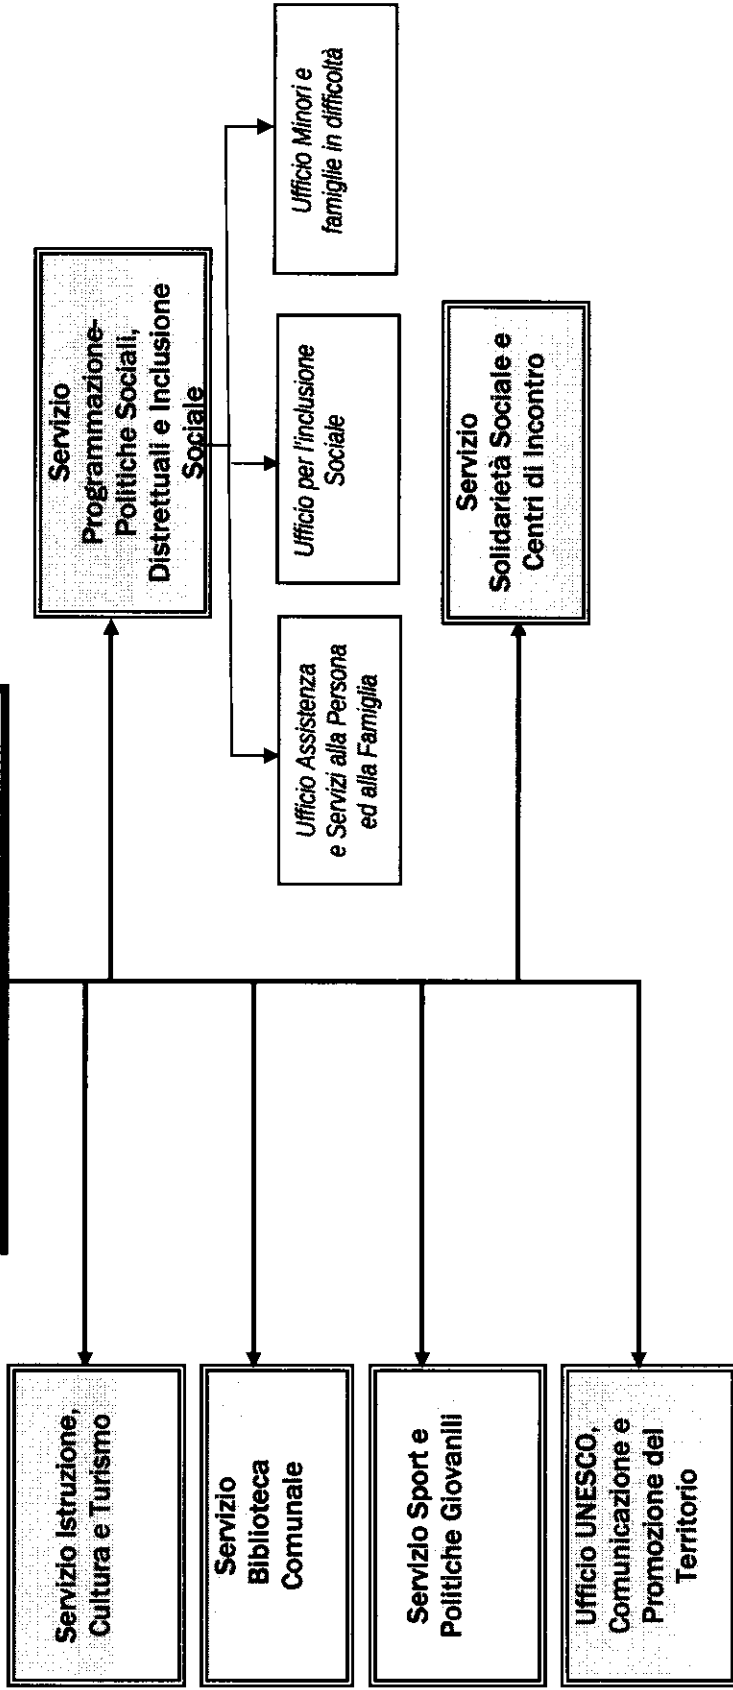 Servizio Istruzione,
Cultura e Turismo
Servizio
Biblioteca
Comunale
Servizio Sport e
Politiche Giovanili
Ufficio UNESCO,
Comunicazione e
Promozione del
Territorio
Servizio
Programmazione-
Politiche Sociali,
Distrettuali e Inclusione
Sociale
Ufficio Assistenza
e Servizi alla Persona
ed alla Famiglia
Ufficio per l'inclusione
Sociale
Ufficio Minori e
famiglie in difficoltà
Servizio
Solidarietà Sociale e
Centri di Incontro